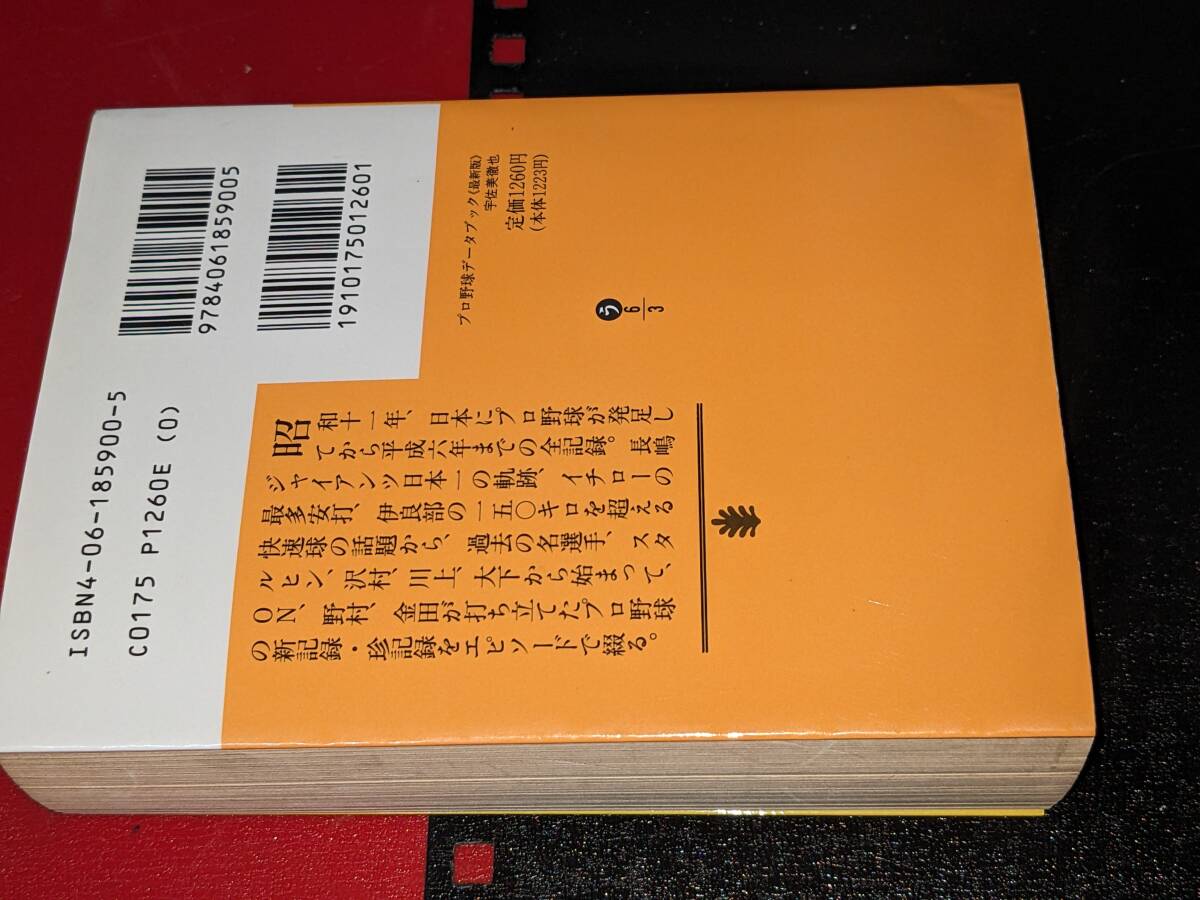 9784061859005
1910175012601
ISBN4-06-185900-5
C0175 P1260E (0)
プロ野球データブック《最新版》
宇佐美徹也
定価1260円
(本体1223円)
う
6
3
昭和十一年、日本にプロ野球が発足し
てから平成六年までの全記録。長嶋
ジャイアンツ日本一の軌跡、イチローの
最多安打、伊良部の一五〇キロを超える
快速球の話題から、過去の名選手、スタ
ルヒン、沢村、川上、大下から始まって、
ON、野村、金田が打ち立てたプロ野球
の新記録・珍記録をエピソードで綴る。